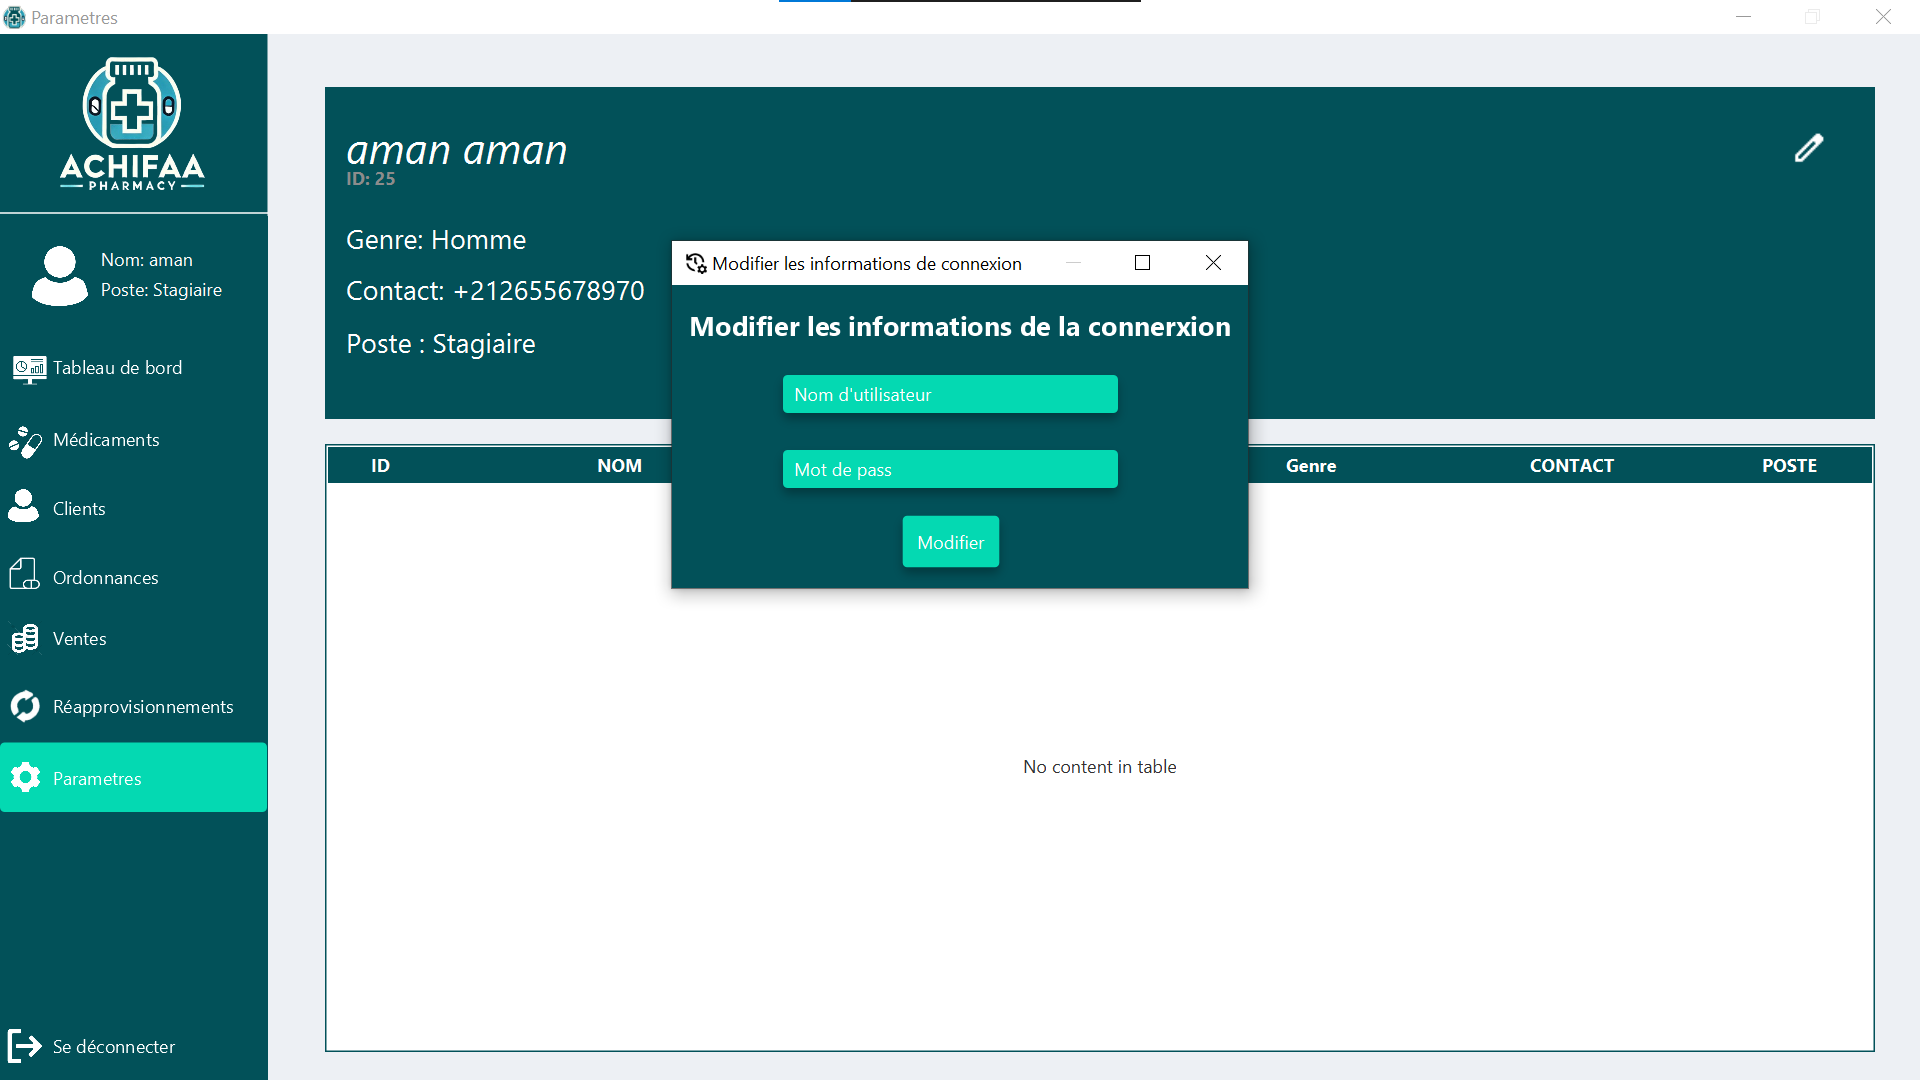 Parametres
ACHIFAA
PHARMACY
Nom: aman
Poste: Stagiaire
Tableau de bord
Médicaments
Clients
Ordonnances
Ventes
Réapprovisionnements
Parametres
Se déconnecter
aman aman
ID: 25
Genre: Homme
Contact: +212655678970
Poste : Stagiaire
Modifier les informations de connexion
Modifier les informations de la connerxion
Nom d'utilisateur
Mot de pass
Modifier
ID NOM Genre CONTACT POSTE
No content in table